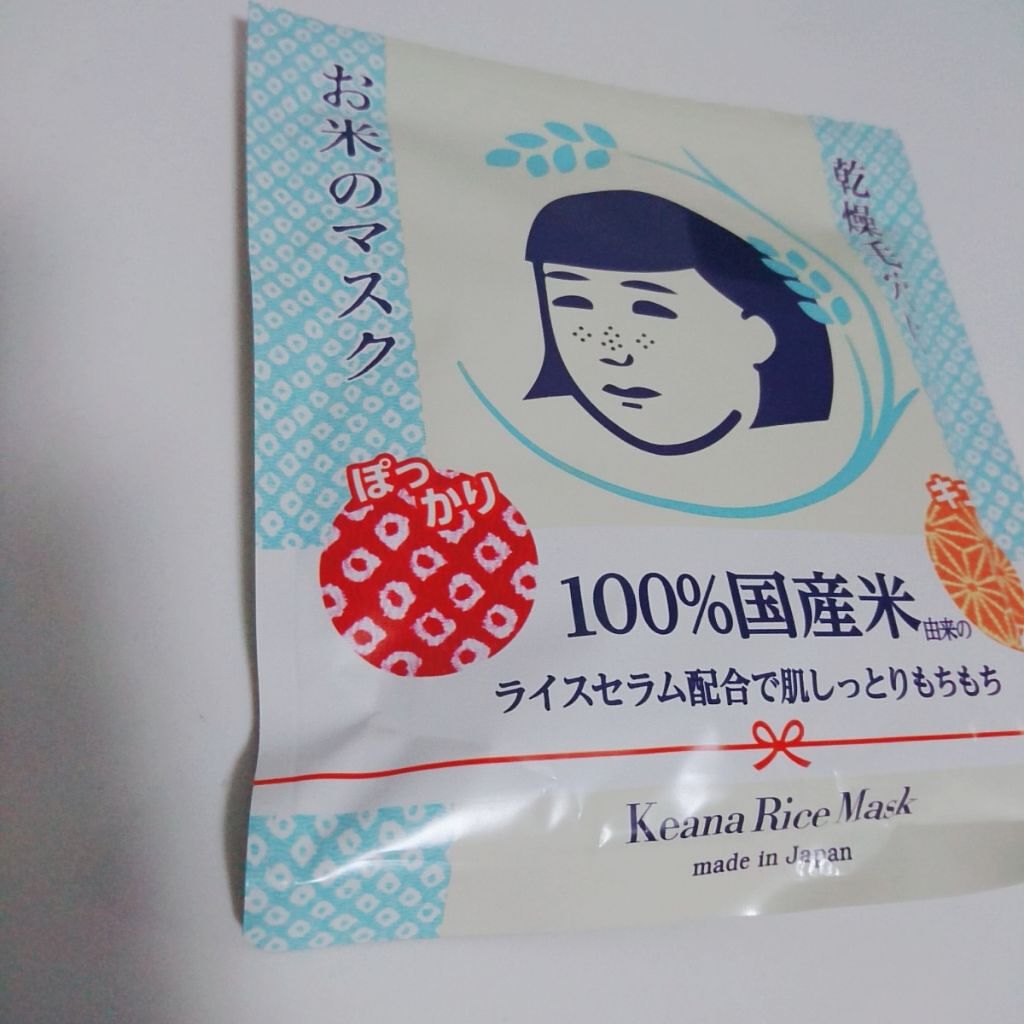 お米のマスク
乾燥
ぽっ
かり
キ
100%国産米由来の
ライスセラム配合で肌しっとりもちもち
Keana Rice Mask
made in Japan